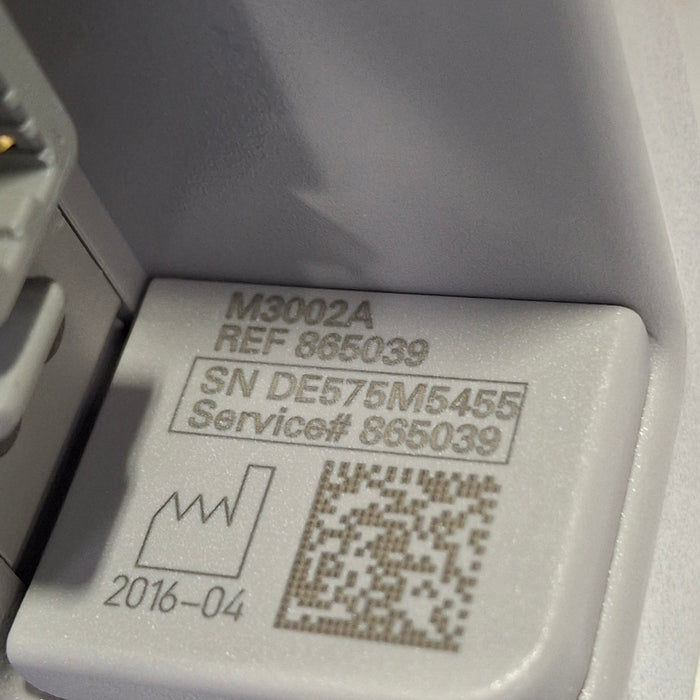 M3002A
REF 865039
SN DE575M5455
Service# 865039
2016-04